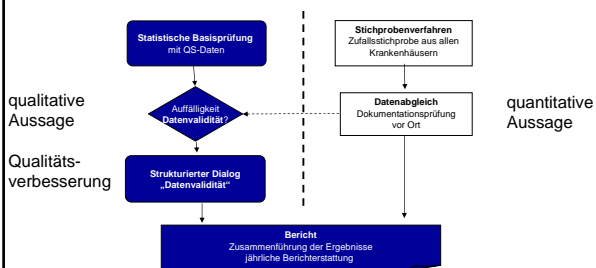 Statistische Basisprüfung
mit QS-Daten
Stichprobenverfahren
Zufallsstichprobe aus allen
Krankenhäusern
qualitative
Aussage
Auffälligkeit
Datenvalidität?
Datenabgleich
Dokumentationsprüfung
vor Ort
quantitative
Aussage
Qualitäts-
verbesserung
Strukturierter Dialog
„Datenvalidität“
Bericht
Zusammenführung der Ergebnisse
jährliche Berichterstattung